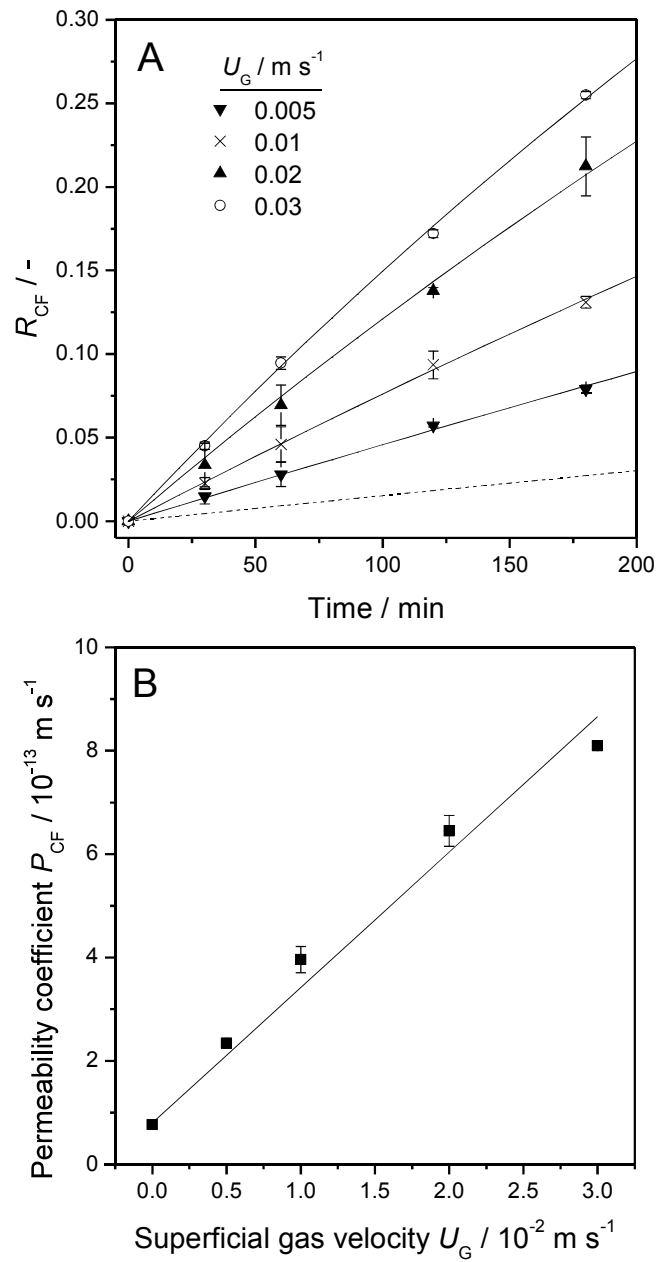 A
U_G / m s^-1
0.005
0.01
0.02
0.03
0.30
0.25
0.20
0.15
0.10
0.05
0.00
R_CF / -
0 50 100 150 200
Time / min
B
10
8
6
4
2
0
Permeability coefficient P_CF / 10^-13 m s^-1
0.0 0.5 1.0 1.5 2.0 2.5 3.0
Superficial gas velocity U_G / 10^-2 m s^-1